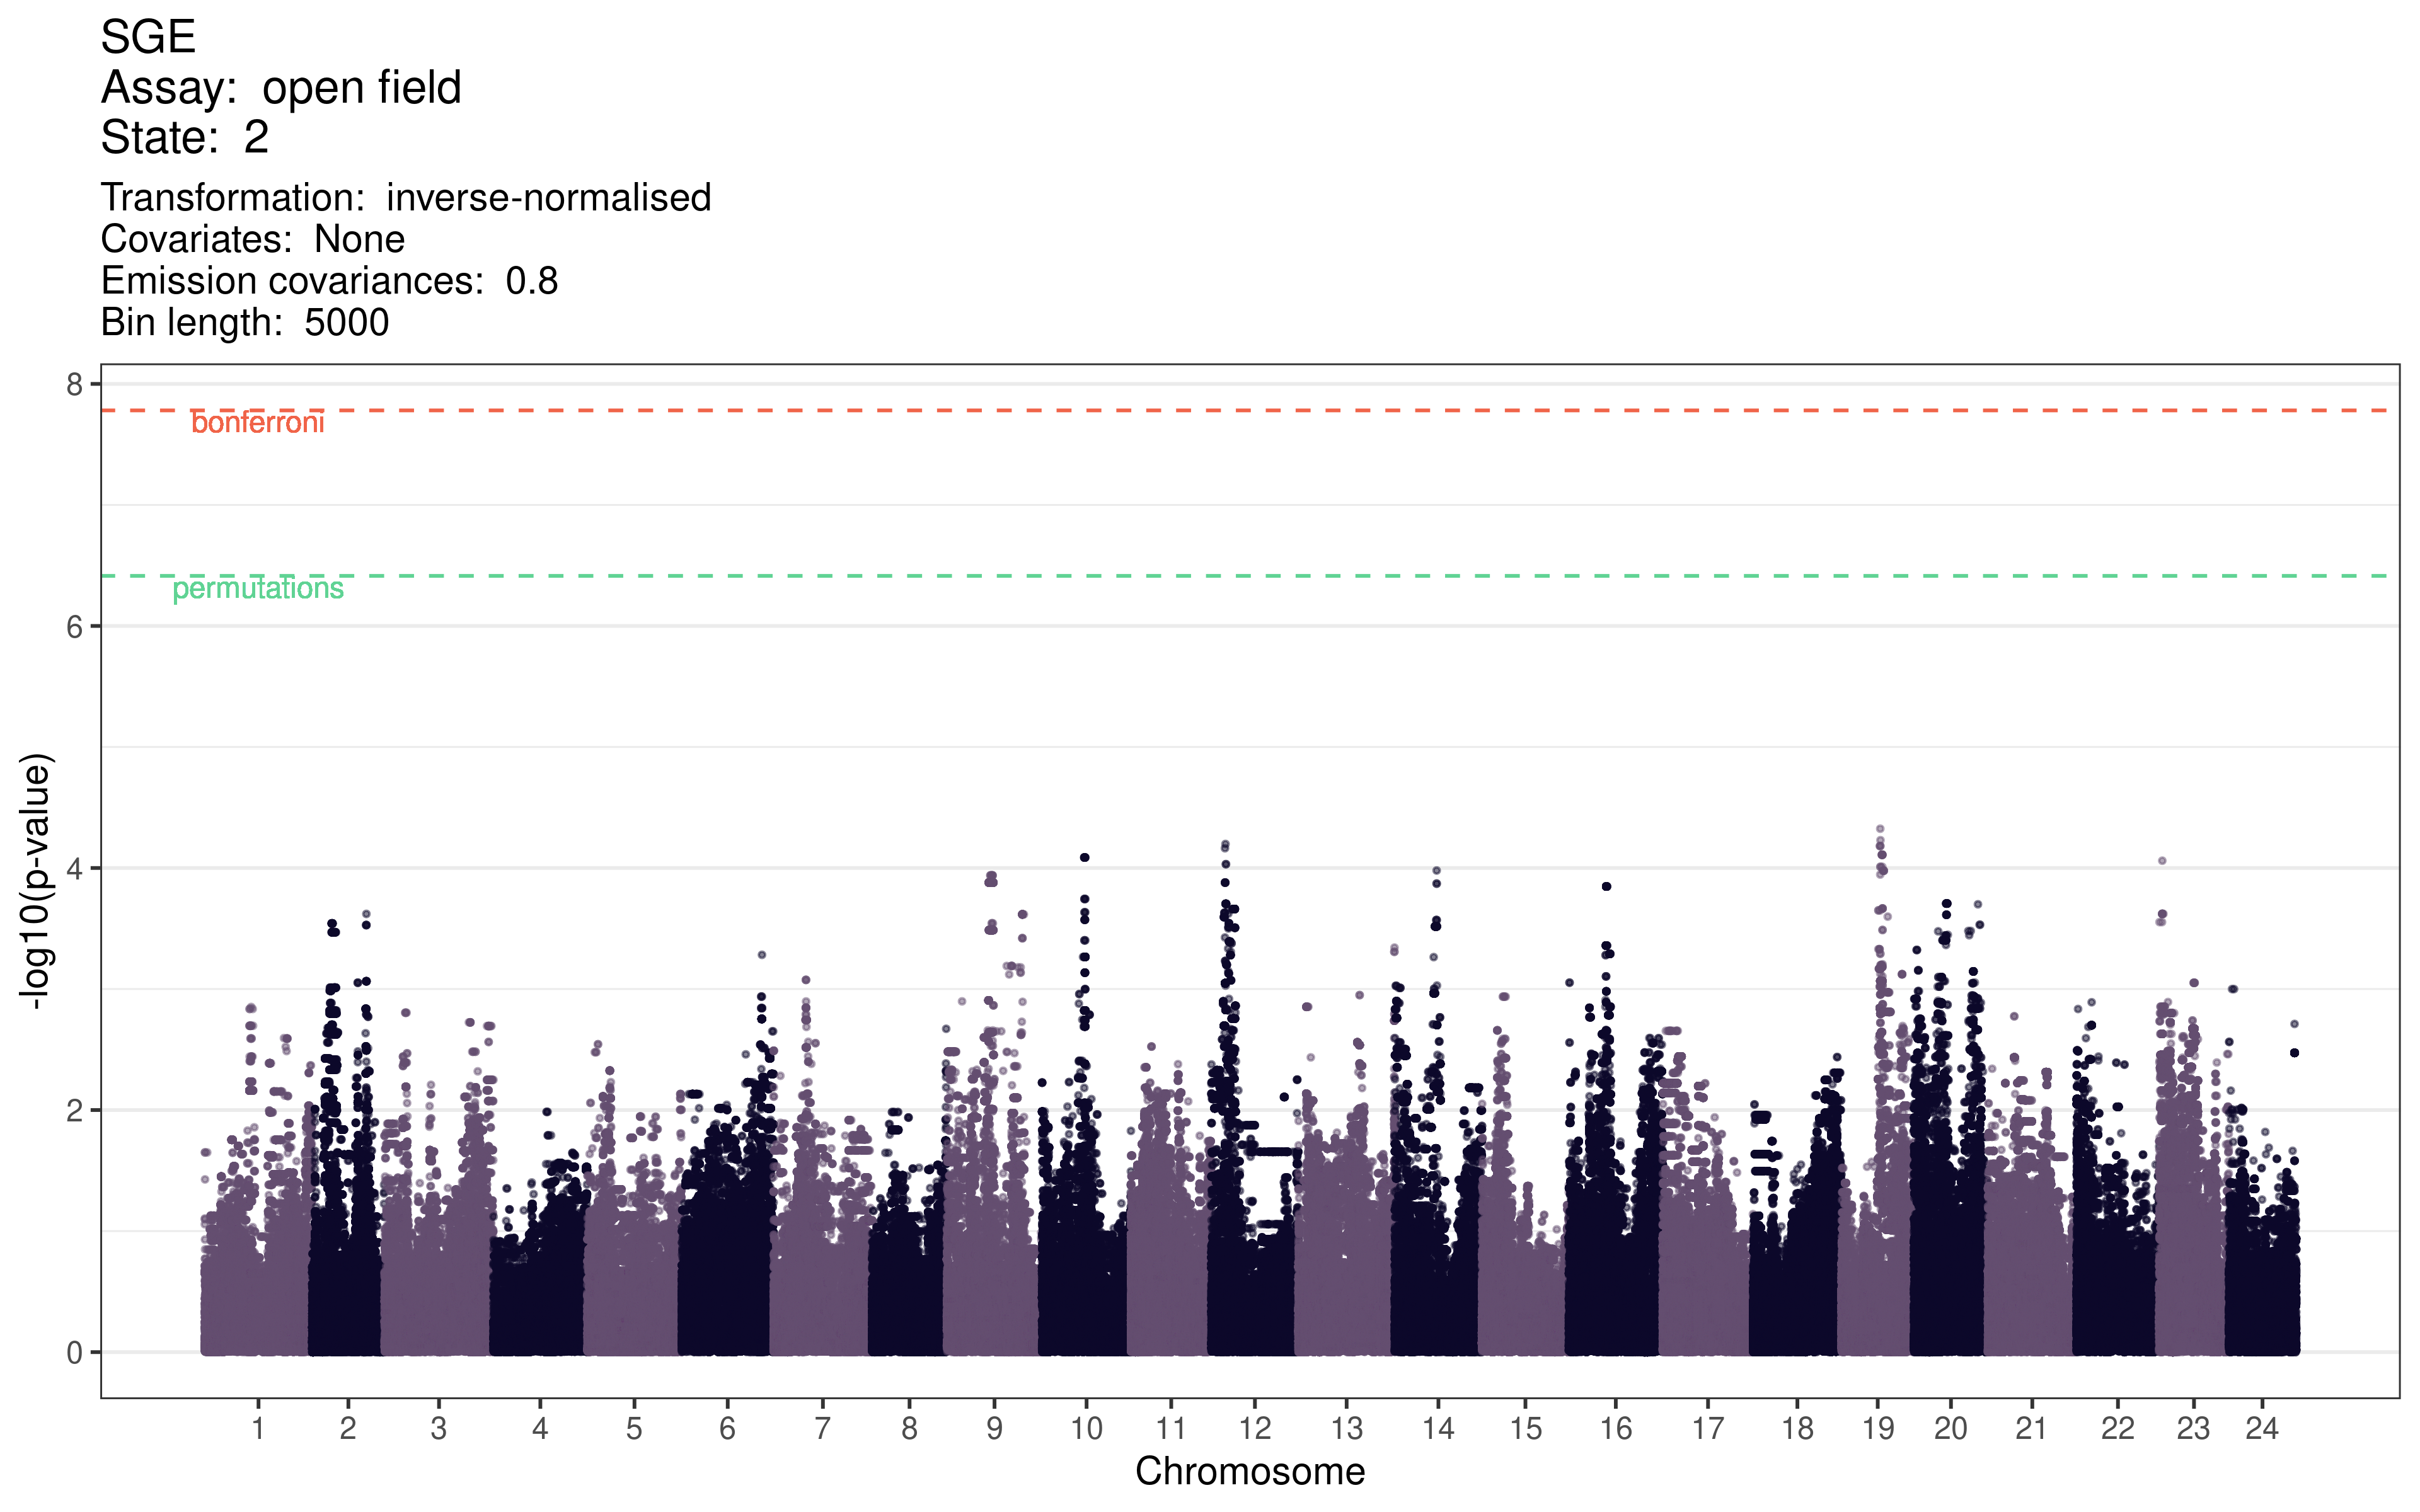 SGE
Assay:  open field
State:  2
Transformation:  inverse-normalised
Covariates:  None
Emission covariances:  0.8
Bin length:  5000
8
bonferroni
permutations
6
-log10(p-value)
4
2
0
1 2 3 4 5 6 7 8 9 10 11 12 13 14 15 16 17 18 19 20 21 22 23 24
Chromosome